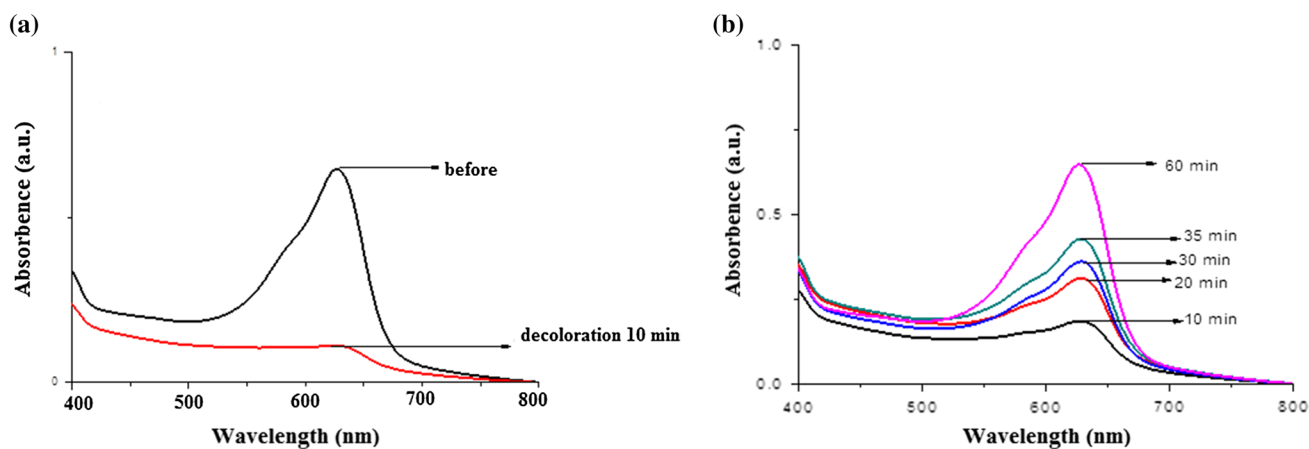 (a)
1
Absorbence (a.u.)
before
decoloration 10 min
0
400 500 600 700 800
Wavelength (nm)
(b)
1.0
Absorbence (a.u.)
60 min
0.5
35 min
30 min
20 min
10 min
0.0
400 500 600 700 800
Wavelength (nm)